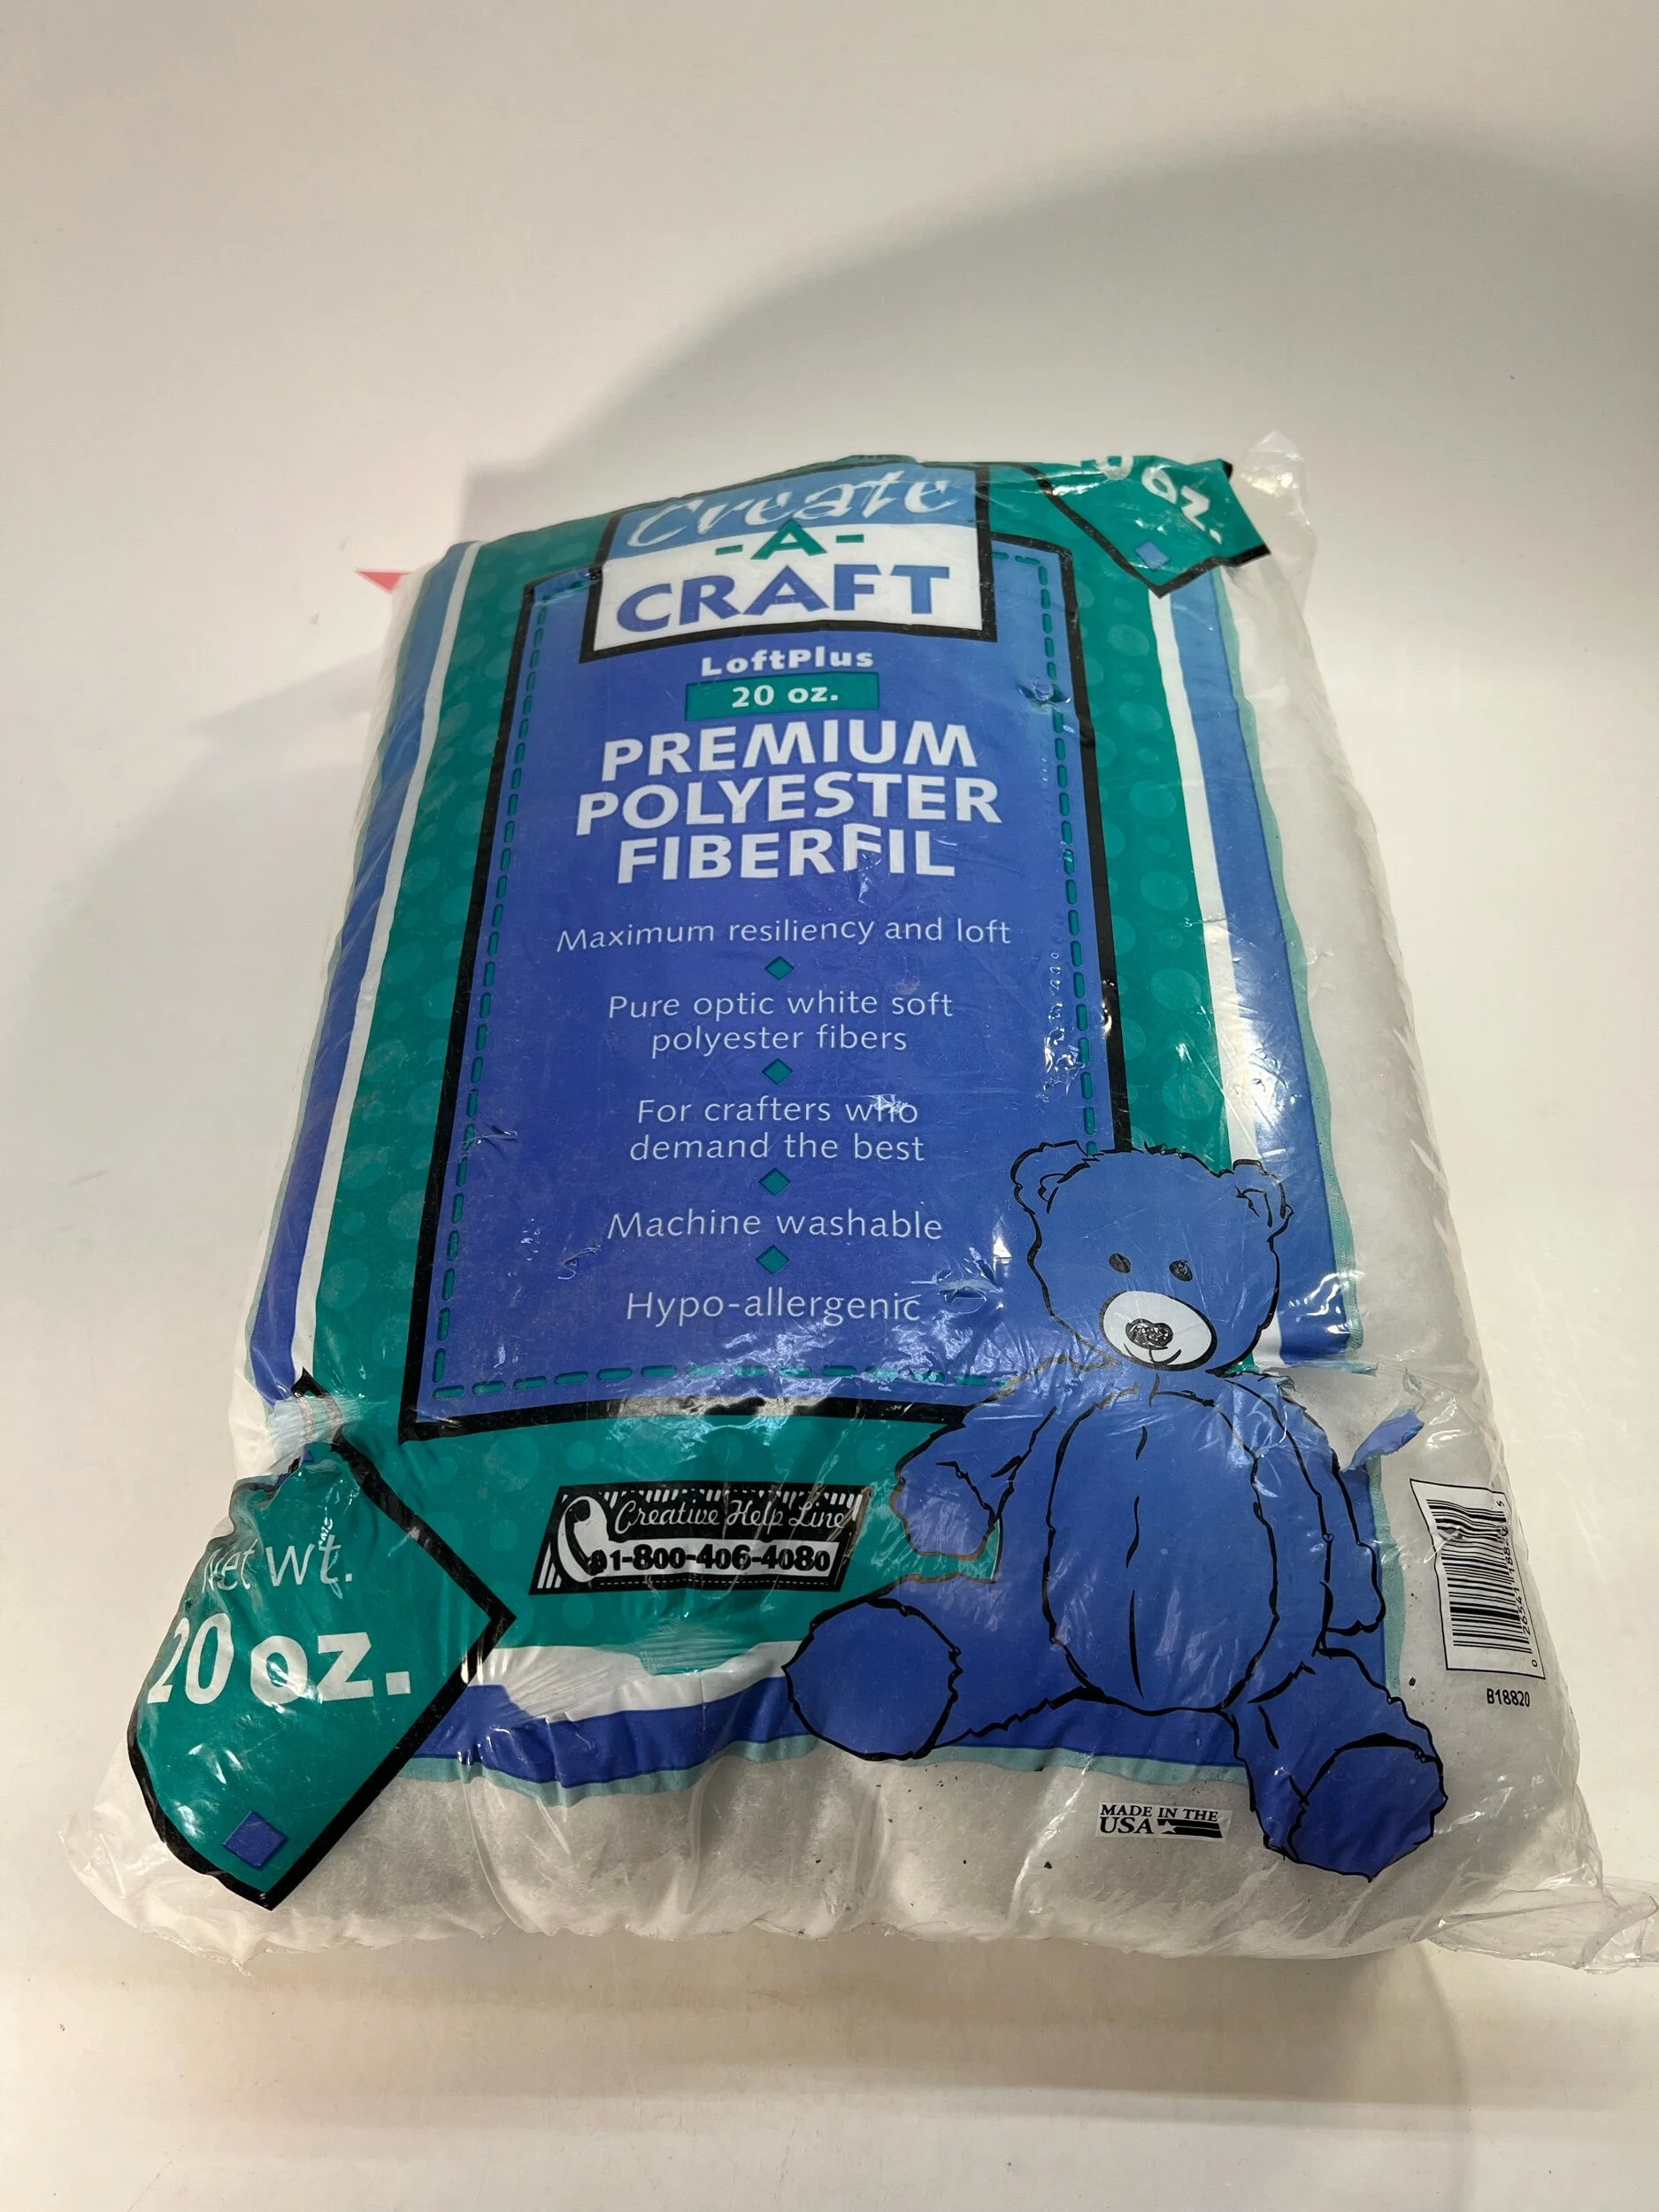 Create
-A-
CRAFT
oz.
LoftPlus
20 oz.
PREMIUM
POLYESTER
FIBERFIL
Maximum resiliency and loft
Pure optic white soft
polyester fibers
For crafters who
demand the best
Machine washable
Hypo-allergenic
Creative Help Line
1-800-406-4080
Net wt.
20 oz.
B18820
MADE IN THE
USA